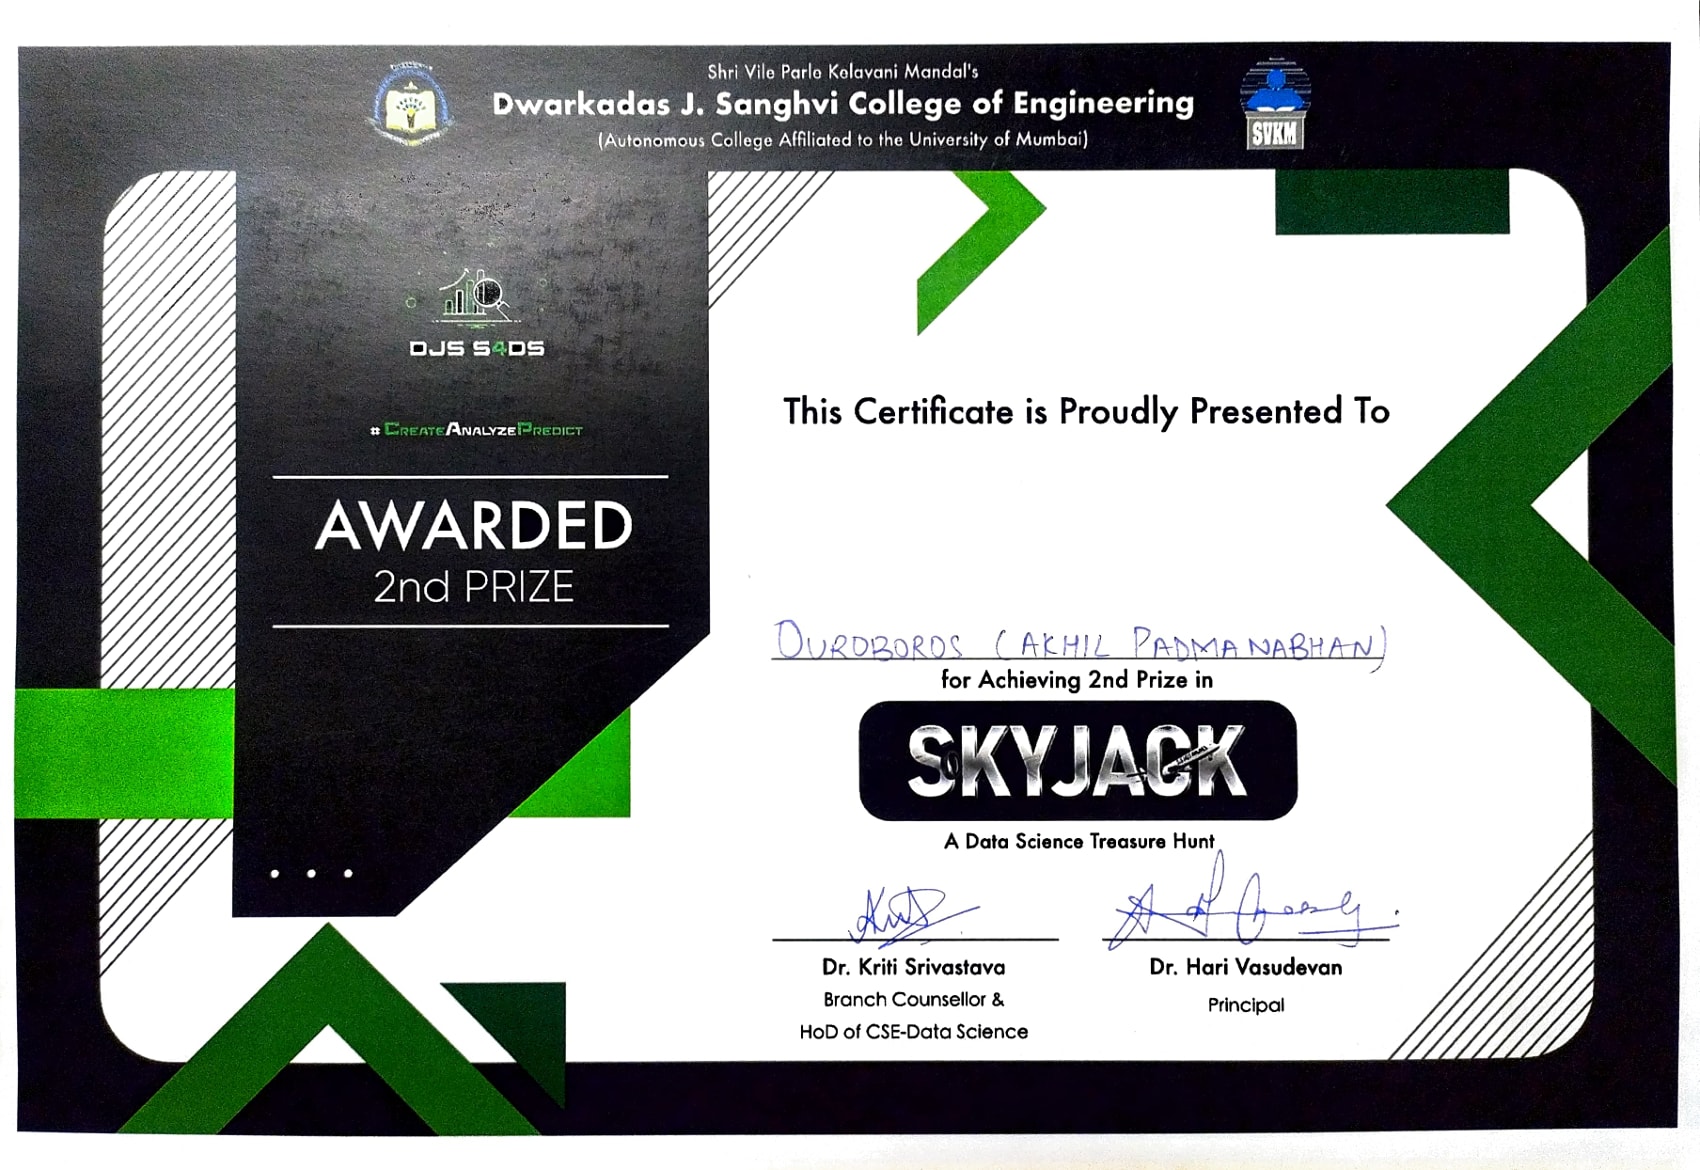 Shri Vile Parle Kelavani Mandal's
Dwarkadas J. Sanghvi College of Engineering
(Autonomous College Affiliated to the University of Mumbai)
SVKM
DJS S4DS
# CreateAnalyzePredict
AWARDED
2nd PRIZE
This Certificate is Proudly Presented To
OUROBOROS (AKHIL PADMANABHAN)
for Achieving 2nd Prize in
SKYJACK
A Data Science Treasure Hunt
Dr. Kriti Srivastava
Branch Counsellor &
HoD of CSE-Data Science
Dr. Hari Vasudevan
Principal